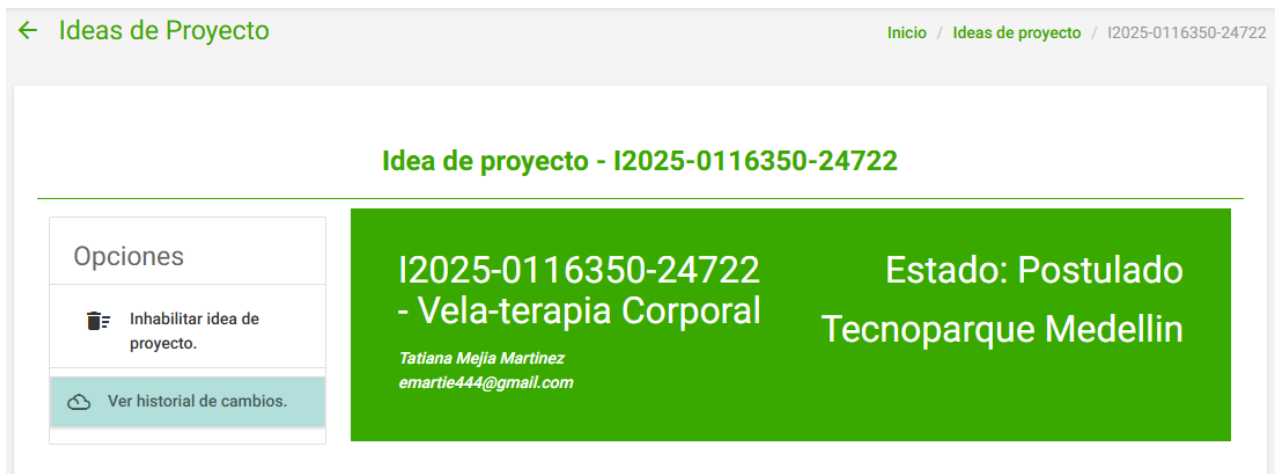 ← Ideas de Proyecto
Inicio / Ideas de proyecto / I2025-0116350-24722
Idea de proyecto - I2025-0116350-24722
Opciones
Inhabilitar idea de
proyecto.
Ver historial de cambios.
I2025-0116350-24722
- Vela-terapia Corporal
Tatiana Mejia Martinez
emartie444@gmail.com
Estado: Postulado
Tecnoparque Medellin